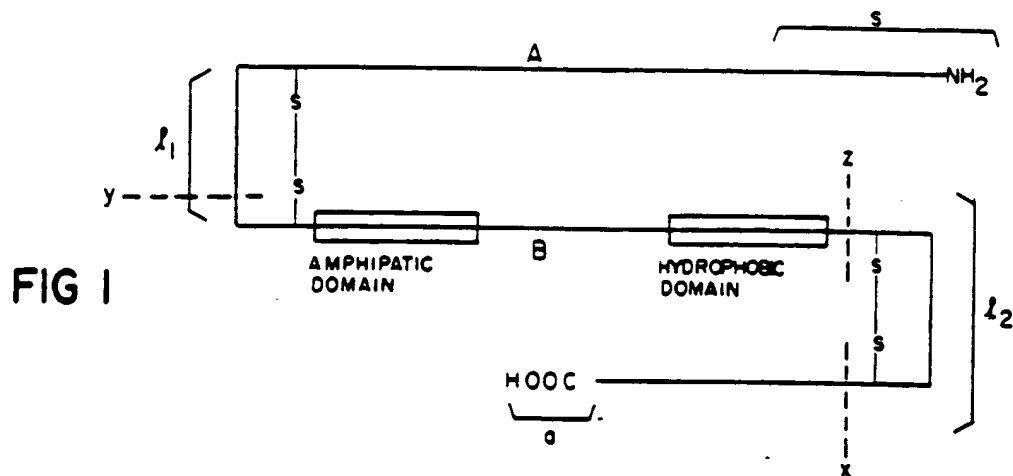 S
A
NH2
ℓ1
S
S
y
z
AMPHIPATIC
DOMAIN
B
HYDROPHOBIC
DOMAIN
S
S
ℓ2
FIG 1
HOOC
a
x